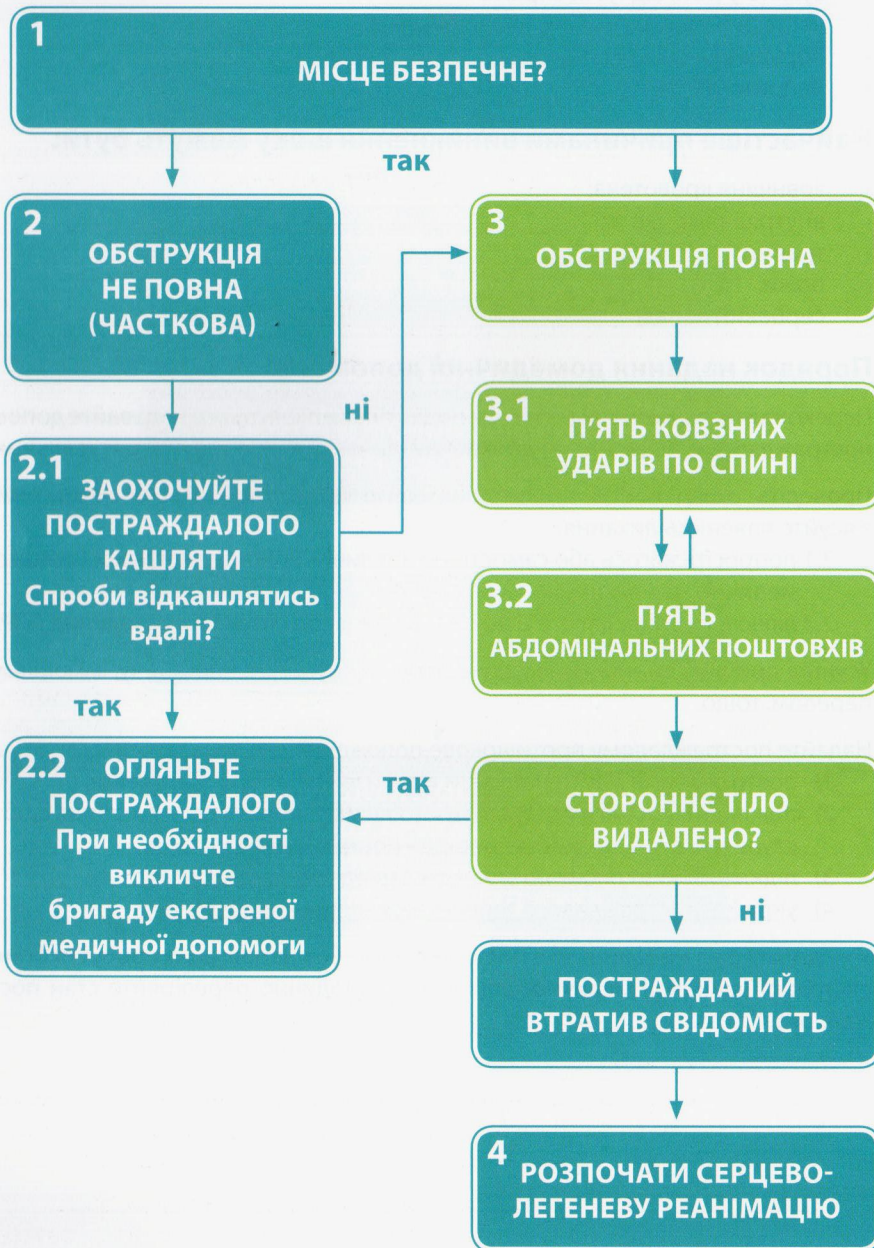 1
МІСЦЕ БЕЗПЕЧНЕ?
так
2
ОБСТРУКЦІЯ
НЕ ПОВНА
(ЧАСТКОВА)
3
ОБСТРУКЦІЯ ПОВНА
ні
2.1
ЗАОХОЧУЙТЕ
ПОСТРАЖДАЛОГО
КАШЛЯТИ
Спроби відкашлятись
вдалі?
3.1
П'ЯТЬ КОВЗНИХ
УДАРІВ ПО СПИНІ
3.2
П'ЯТЬ
АБДОМІНАЛЬНИХ ПОШТОВХІВ
так
2.2
ОГЛЯНЬТЕ
ПОСТРАЖДАЛОГО
При необхідності
викличте
бригаду екстреної
медичної допомоги
так
СТОРОННЄ ТІЛО
ВИДАЛЕНО?
ні
ПОСТРАЖДАЛИЙ
ВТРАТИВ СВІДОМІСТЬ
4
РОЗПОЧАТИ СЕРЦЕВО-
ЛЕГЕНЕВУ РЕАНІМАЦІЮ